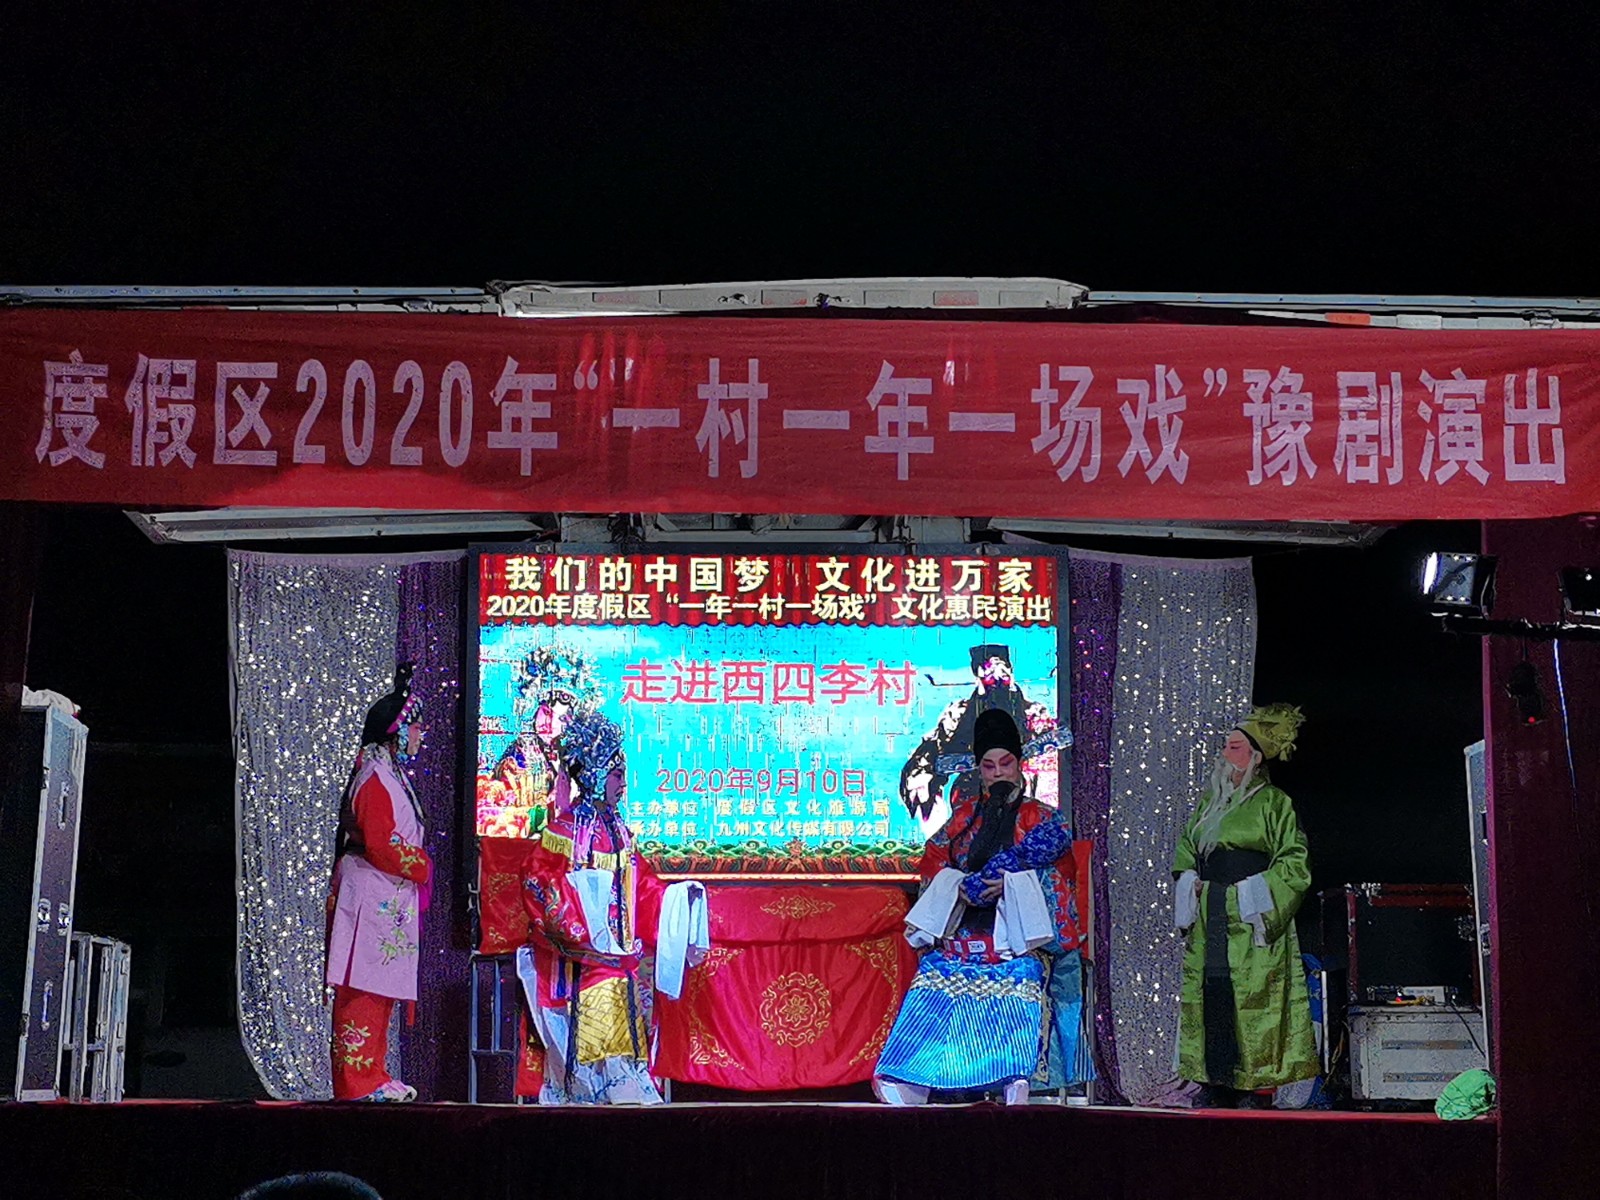 度假区2020年“一村一年一场戏”豫剧演出
我们的中国梦 文化进万家
2020年度假区“一年一村一场戏”文化惠民演出
走进西四李村
2020年9月10日
主办单位 度假区文化旅游局
承办单位 九州文化传媒有限公司